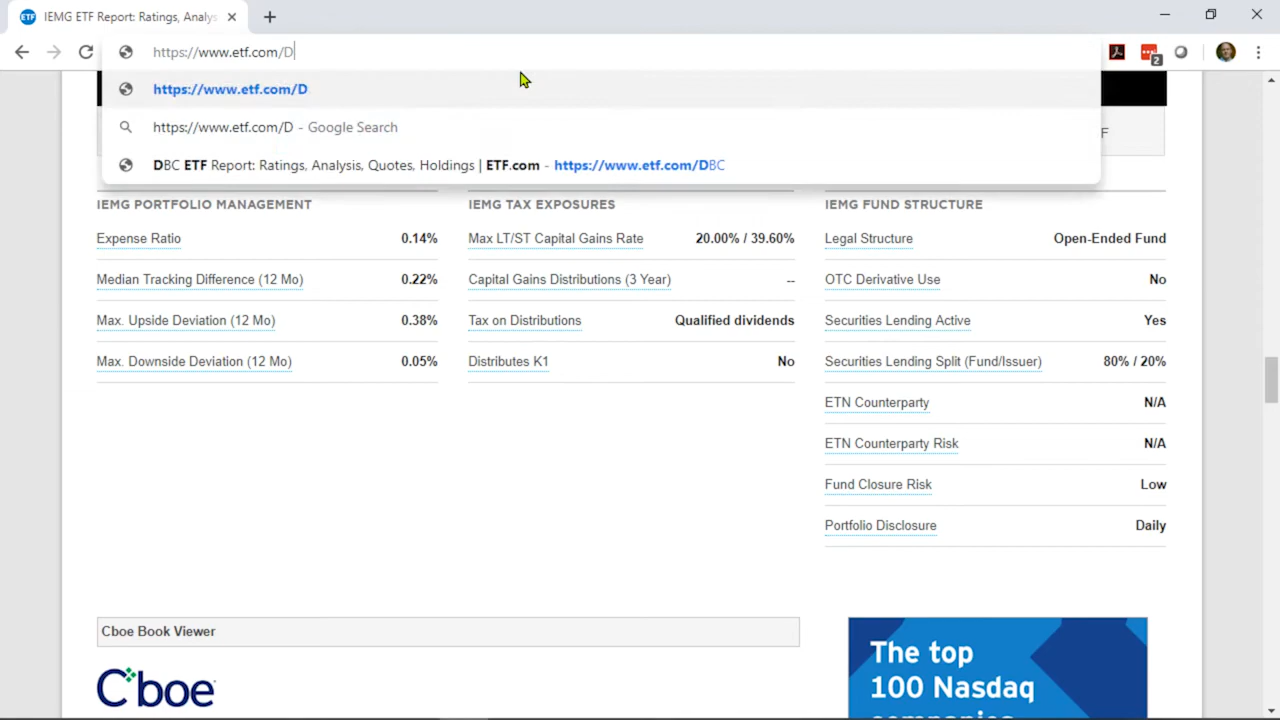 ETF IEMG ETF Report: Ratings, Analys
https://www.etf.com/D
2
https://www.etf.com/D
https://www.etf.com/D - Google Search
DBC ETF Report: Ratings, Analysis, Quotes, Holdings | ETF.com - https://www.etf.com/DBC
F
IEMG PORTFOLIO MANAGEMENT
Expense Ratio 0.14%
Median Tracking Difference (12 Mo) 0.22%
Max. Upside Deviation (12 Mo) 0.38%
Max. Downside Deviation (12 Mo) 0.05%
IEMG TAX EXPOSURES
Max LT/ST Capital Gains Rate 20.00% / 39.60%
Capital Gains Distributions (3 Year) --
Tax on Distributions Qualified dividends
Distributes K1 No
IEMG FUND STRUCTURE
Legal Structure Open-Ended Fund
OTC Derivative Use No
Securities Lending Active Yes
Securities Lending Split (Fund/Issuer) 80% / 20%
ETN Counterparty N/A
ETN Counterparty Risk N/A
Fund Closure Risk Low
Portfolio Disclosure Daily
Cboe Book Viewer
Cboe
The top
100 Nasdaq
companies